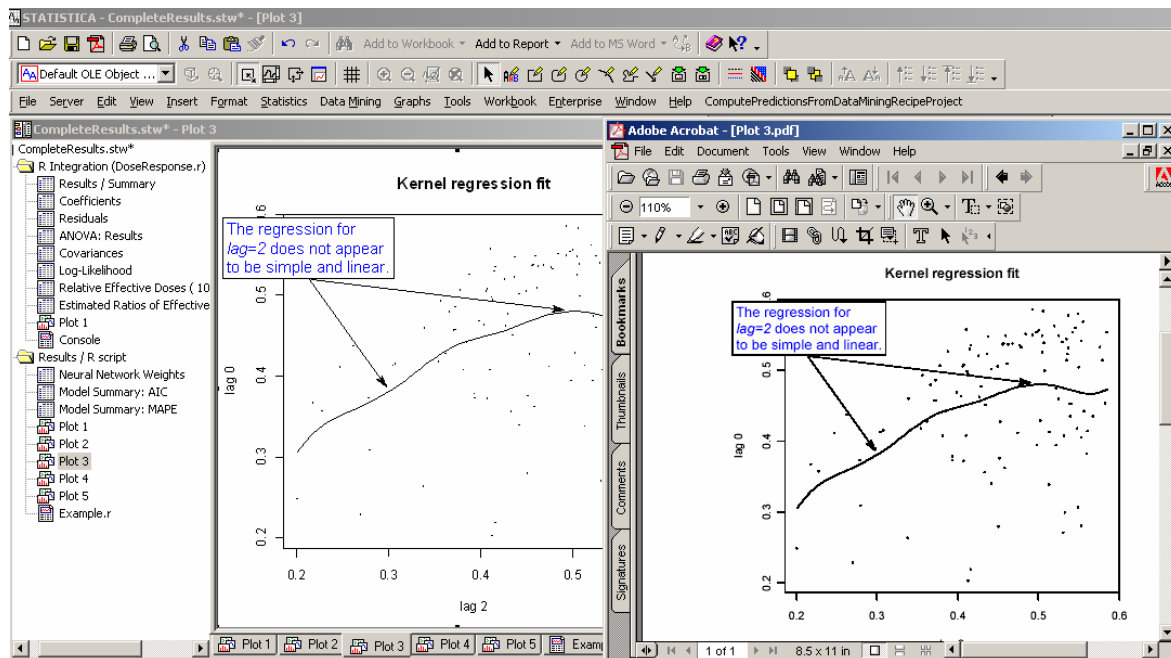 STATISTICA - CompleteResults.stw* - [Plot 3]
Add to Workbook Add to Report Add to MS Word
Default OLE Object ...
File Server Edit View Insert Format Statistics Data Mining Graphs Tools Workbook Enterprise Window Help ComputePredictionsFromDataMiningRecipeProject
CompleteResults.stw* - Plot 3
CompleteResults.stw*
R Integration (DoseResponse.r)
Results / Summary
Coefficients
Residuals
ANOVA: Results
Covariances
Log-Likelihood
Relative Effective Doses ( 10
Estimated Ratios of Effective
Plot 1
Console
Results / R script
Neural Network Weights
Model Summary: AIC
Model Summary: MAPE
Plot 1
Plot 2
Plot 3
Plot 4
Plot 5
Example.r
Kernel regression fit
The regression for
lag=2 does not appear
to be simple and linear.
0.6
0.5
0.4
0.3
0.2
lag 0
0.2 0.3 0.4 0.5
lag 2
Plot 1 Plot 2 Plot 3 Plot 4 Plot 5 Examp
Adobe Acrobat - [Plot 3.pdf]
File Edit Document Tools View Window Help
110%
Bookmarks
Thumbnails
Comments
Signatures
Kernel regression fit
The regression for
lag=2 does not appear
to be simple and linear.
0.5
0.4
0.3
0.2
lag 0
0.2 0.3 0.4 0.5 0.6
1 of 1 8.5 x 11 in